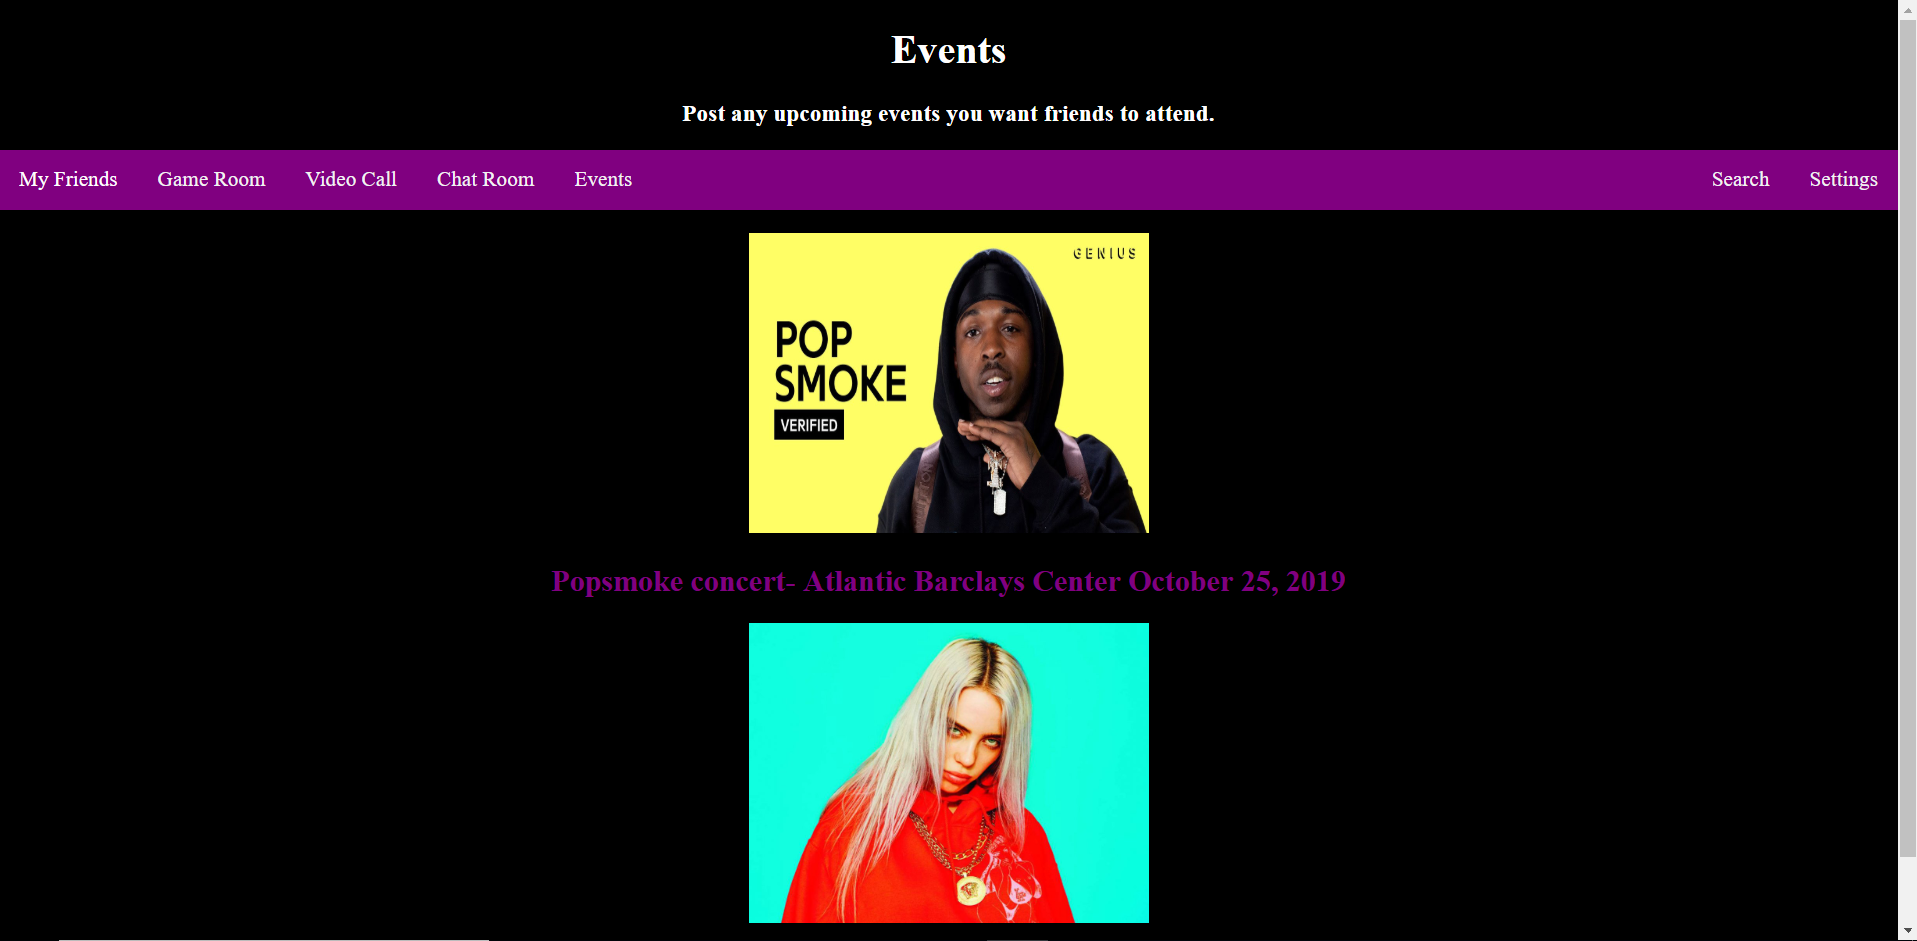 Events
Post any upcoming events you want friends to attend.
My Friends Game Room Video Call Chat Room Events Search Settings
GENIUS
POP
SMOKE
VERIFIED
Popsmoke concert- Atlantic Barclays Center October 25, 2019